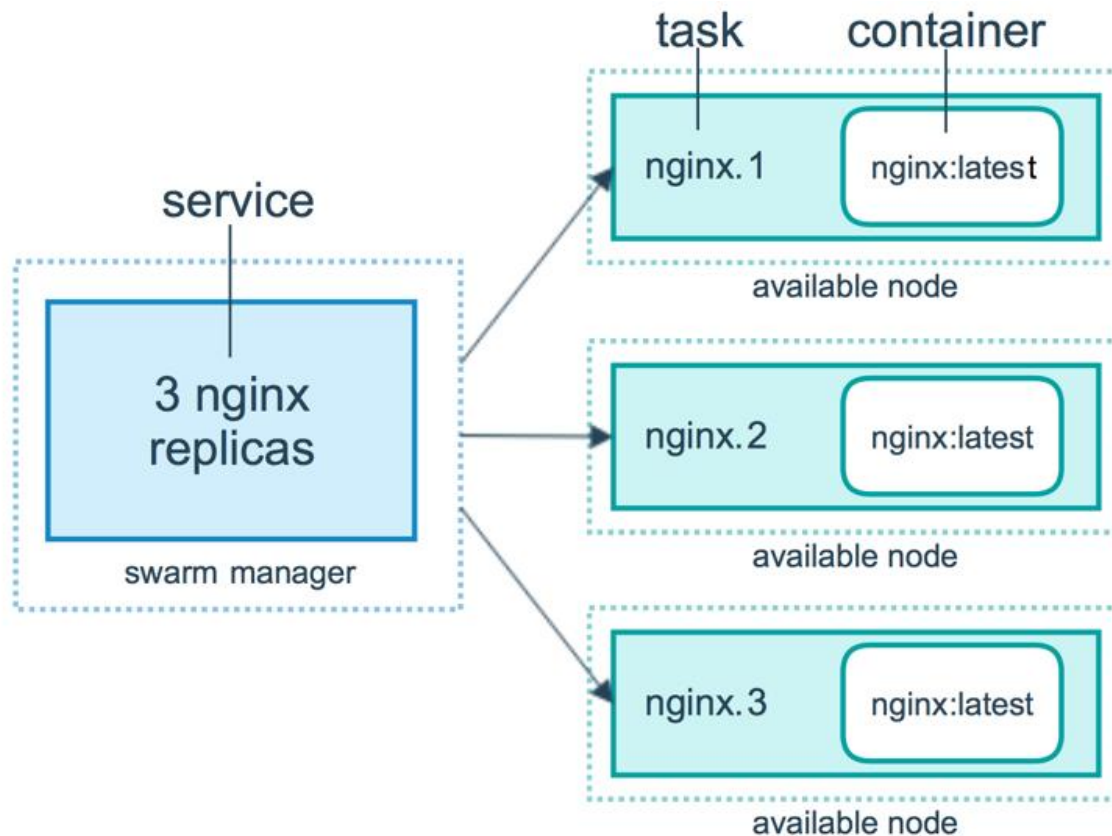 task
container
nginx.1
nginx:latest
available node
service
3 nginx
replicas
swarm manager
nginx.2
nginx:latest
available node
nginx.3
nginx:latest
available node